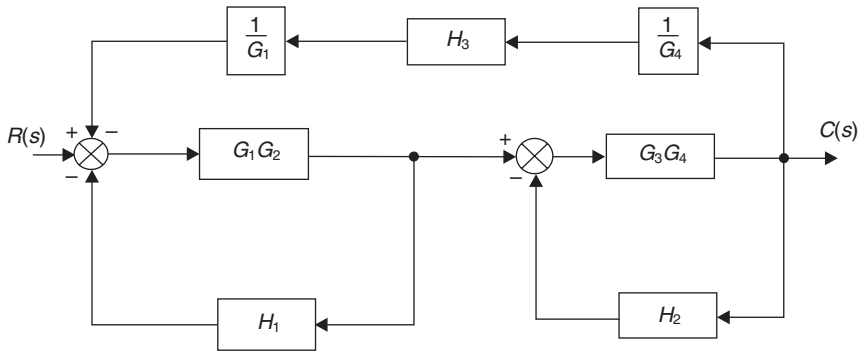 1
G1
H3
1
G4
R(s)
+
−
−
G1G2
+
−
G3G4
C(s)
H1
H2